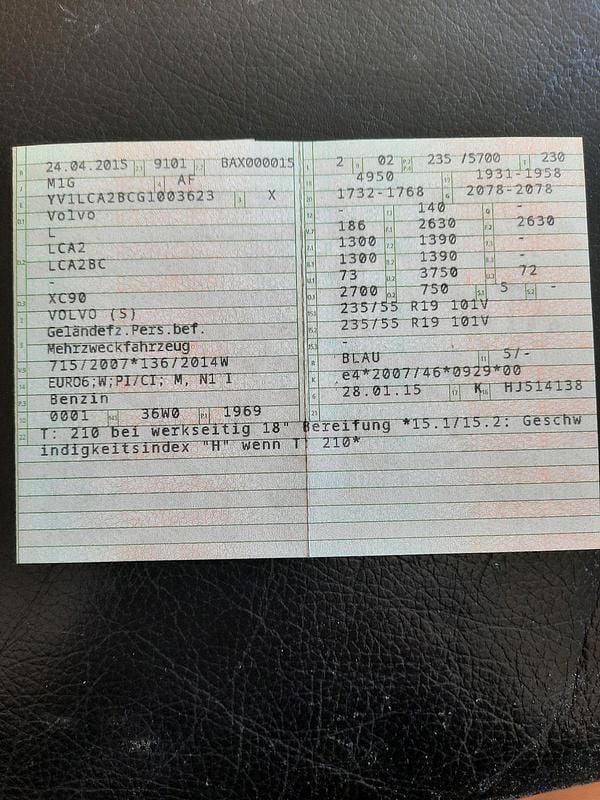 24.04.2015 9101 BAX000015
M1G AF
YV1LCA2BCG1003623 X
Volvo
L
LCA2
LCA2BC
-
XC90
VOLVO (S)
Geländefz.Pers.bef.
Mehrzweckfahrzeug
715/2007*136/2014W
EURO6;W;PI/CI; M, N1 I
Benzin
0001 36W0 1969
2 02 235 /5700 230
4950 1931-1958
1732-1768 2078-2078
- 140 -
186 2630 2630
1300 1390 -
1300 1390 -
73 3750 72
2700 750 5 -
235/55 R19 101V
235/55 R19 101V
-
BLAU 5/-
e4*2007/46*0929*00
28.01.15 K HJ514138
T: 210 bei werkseitig 18" Bereifung *15.1/15.2: Geschw
indigkeitsindex "H" wenn T: 210*